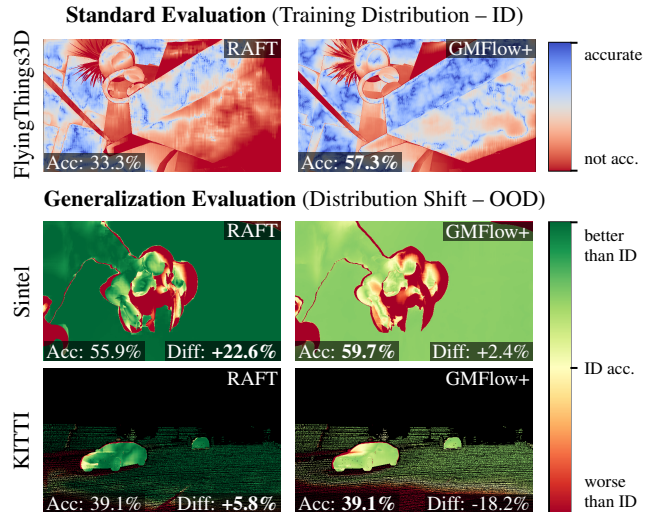 Standard Evaluation (Training Distribution – ID)
FlyingThings3D
RAFT
Acc: 33.3%
GMFlow+
Acc: 57.3%
accurate
not acc.
Generalization Evaluation (Distribution Shift – OOD)
Sintel
RAFT
Acc: 55.9% Diff: +22.6%
GMFlow+
Acc: 59.7% Diff: +2.4%
KITTI
RAFT
Acc: 39.1% Diff: +5.8%
GMFlow+
Acc: 39.1% Diff: -18.2%
better
than ID
ID acc.
worse
than ID